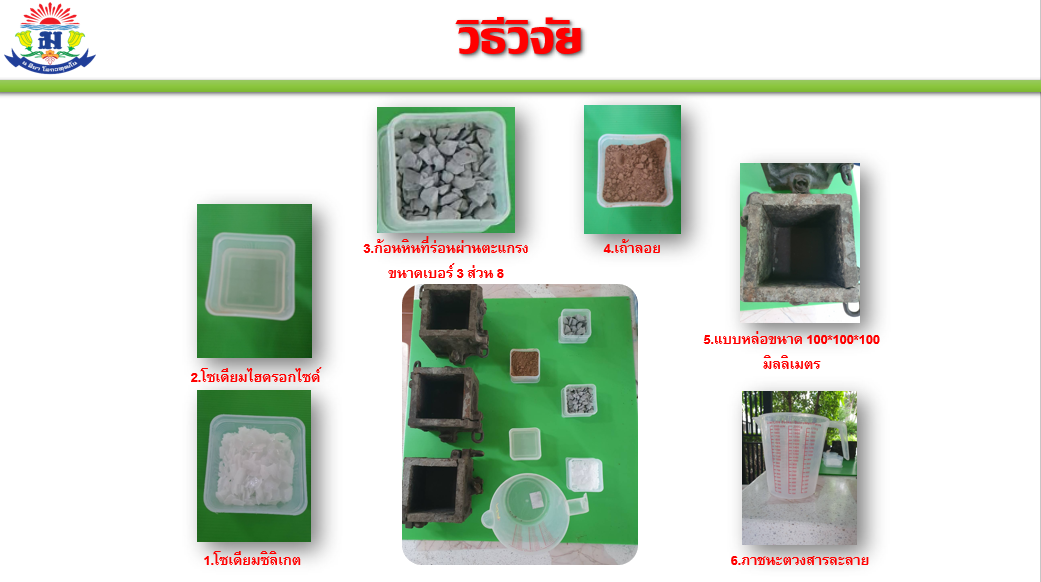 วิธีวิจัย
3.ก้อนหินที่ร่อนผ่านตะแกรง
ขนาดเบอร์ 3 ส่วน 8
4.เถ้าลอย
5.แบบหล่อขนาด 100*100*100
มิลลิเมตร
2.โซเดียมไฮดรอกไซด์
1.โซเดียมซิลิเกต
6.ภาชนะตวงสารละลาย